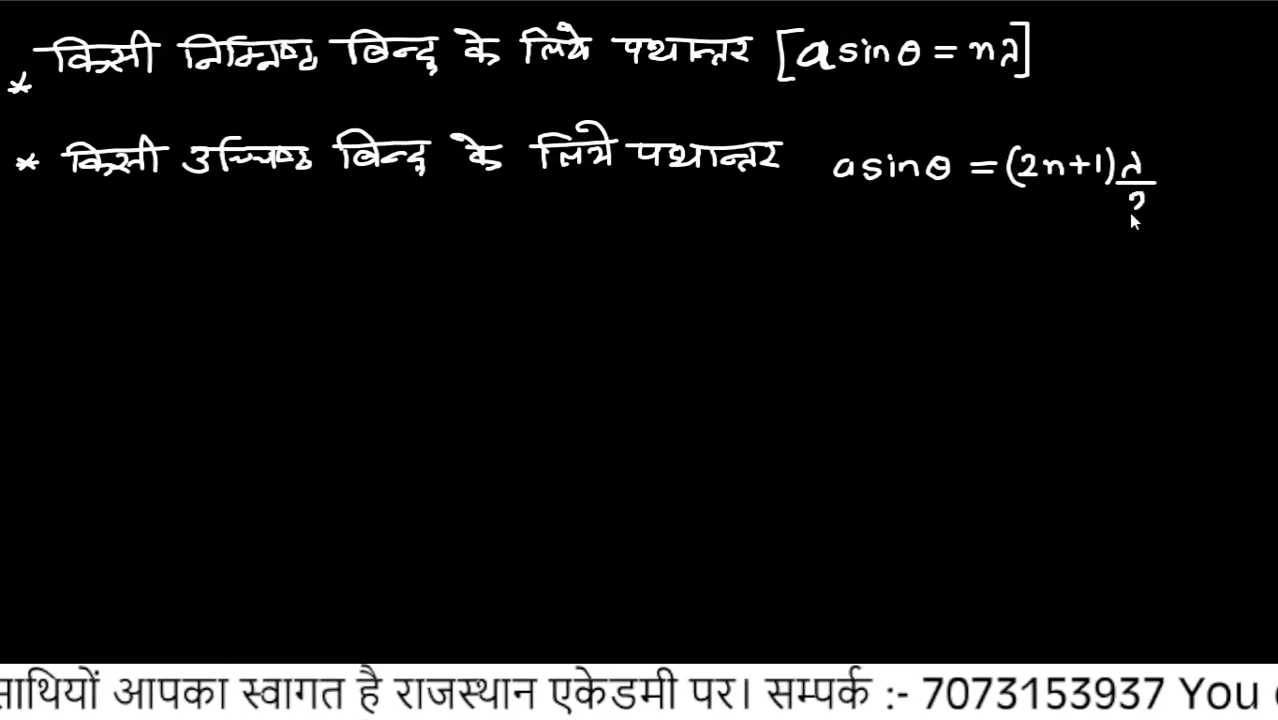 * किसी निम्निष्ठ बिन्दु के लिये पथान्तर [a sinθ = nλ]
* किसी उच्चिष्ठ बिन्दु के लिये पथान्तर a sinθ = (2n+1) λ/2
साथियों आपका स्वागत है राजस्थान एकेडमी पर। सम्पर्क :- 7073153937 You